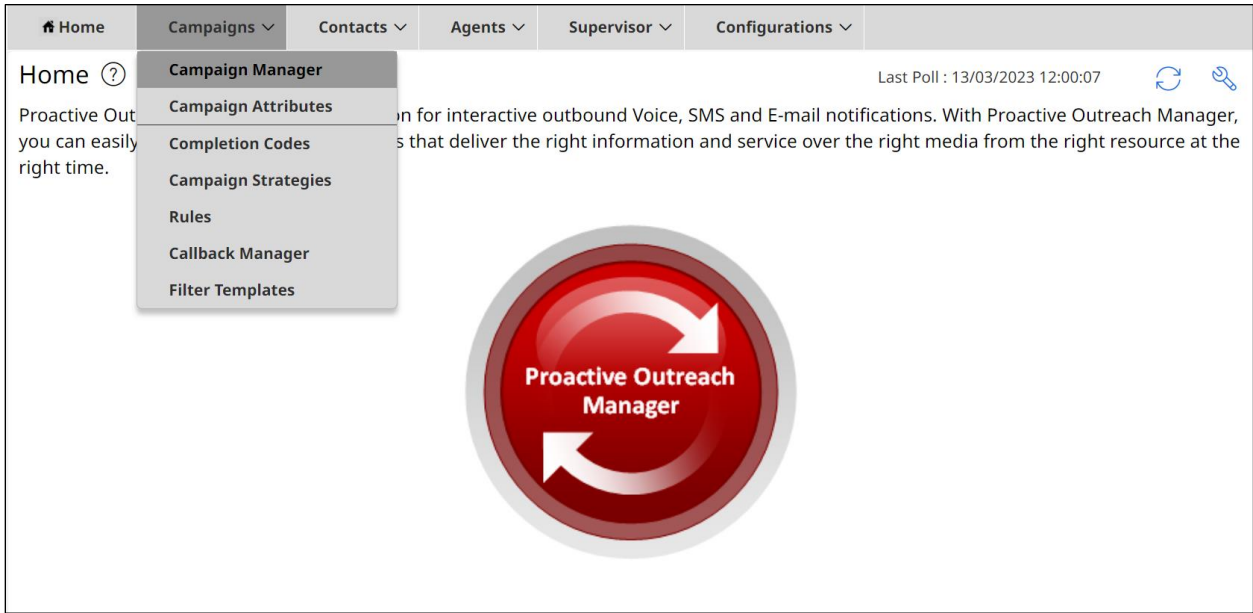 Home Campaigns Contacts Agents Supervisor Configurations
Campaign Manager
Campaign Attributes
Completion Codes
Campaign Strategies
Rules
Callback Manager
Filter Templates
Home ? Last Poll : 13/03/2023 12:00:07
Proactive Out n for interactive outbound Voice, SMS and E-mail notifications. With Proactive Outreach Manager,
you can easily s that deliver the right information and service over the right media from the right resource at the
right time.
Proactive Outreach
Manager